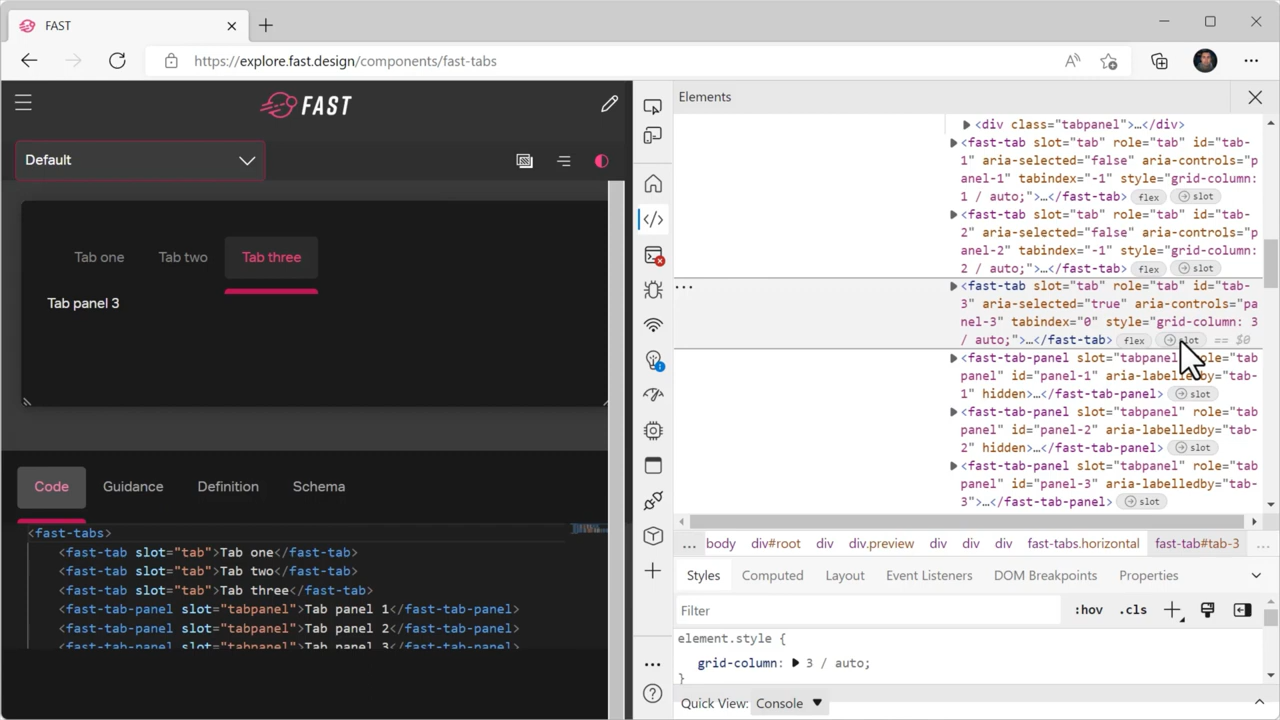 FAST
https://explore.fast.design/components/fast-tabs
FAST
Default
Tab one
Tab two
Tab three
Tab panel 3
Code
Guidance
Definition
Schema
<fast-tabs>
<fast-tab slot="tab">Tab one</fast-tab>
<fast-tab slot="tab">Tab two</fast-tab>
<fast-tab slot="tab">Tab three</fast-tab>
<fast-tab-panel slot="tabpanel">Tab panel 1</fast-tab-panel>
<fast-tab-panel slot="tabpanel">Tab panel 2</fast-tab-panel>
<fast-tab-panel slot="tabpanel">Tab panel 3</fast-tab-panel>
Elements
<div class="tabpanel">…</div>
<fast-tab slot="tab" role="tab" id="tab-
1" aria-selected="false" aria-controls="p
anel-1" tabindex="-1" style="grid-column:
1 / auto;">…</fast-tab> flex slot
<fast-tab slot="tab" role="tab" id="tab-
2" aria-selected="false" aria-controls="p
anel-2" tabindex="-1" style="grid-column:
2 / auto;">…</fast-tab> flex slot
<fast-tab slot="tab" role="tab" id="tab-
3" aria-selected="true" aria-controls="pa
nel-3" tabindex="0" style="grid-column: 3
/ auto;">…</fast-tab> flex slot == $0
<fast-tab-panel slot="tabpanel" role="tab
panel" id="panel-1" aria-labelledby="tab-
1" hidden>…</fast-tab-panel> slot
<fast-tab-panel slot="tabpanel" role="tab
panel" id="panel-2" aria-labelledby="tab-
2" hidden>…</fast-tab-panel> slot
<fast-tab-panel slot="tabpanel" role="tab
panel" id="panel-3" aria-labelledby="tab-
3">…</fast-tab-panel> slot
... body div#root div div.preview div div div fast-tabs.horizontal fast-tab#tab-3 ...
Styles Computed Layout Event Listeners DOM Breakpoints Properties
Filter
:hov .cls
element.style {
grid-column: 3 / auto;
}
Quick View: Console